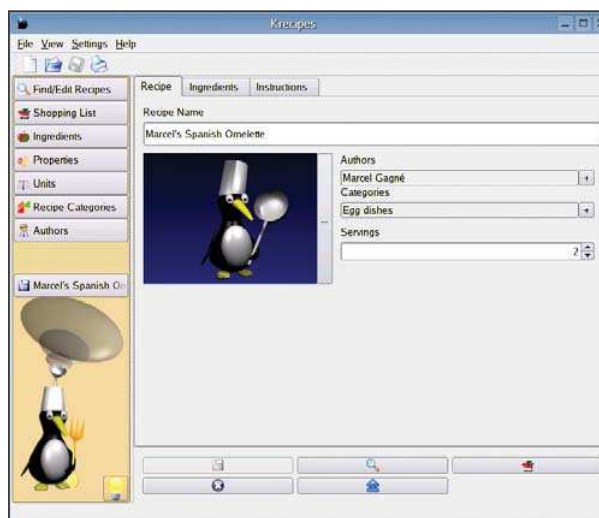 Krecipes
File View Settings Help
Find/Edit Recipes
Shopping List
Ingredients
Properties
Units
Recipe Categories
Authors
Marcel's Spanish Om
Recipe Ingredients Instructions
Recipe Name
Marcel's Spanish Omelette
...
Authors
Marcel Gagné
+
Categories
Egg dishes
+
Servings
2